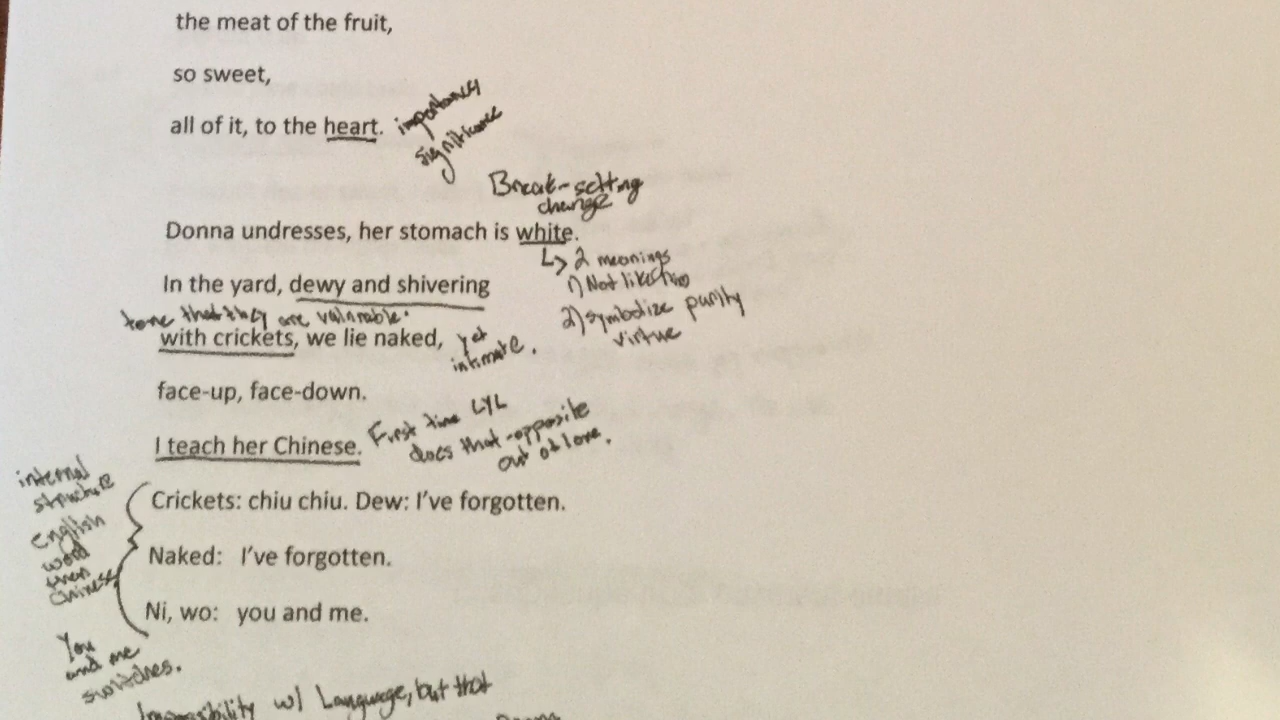 the meat of the fruit,
so sweet,
all of it, to the heart.
importance
significance
Break-setting
change
Donna undresses, her stomach is white.
↳ 2 meanings
1) Not like him
2) symbolize purity
virtue
In the yard, dewy and shivering
tone that they are valnrable.
with crickets, we lie naked,
yet
intimate.
face-up, face-down.
I teach her Chinese.
First time LYL
does that-opposite
out of love.
internal
structure
English
word
then
Chinese
Crickets: chiu chiu. Dew: I've forgotten.
Naked: I've forgotten.
Ni, wo: you and me.
You
and me
switches.
Impossibility w/ Language, but that
Donna